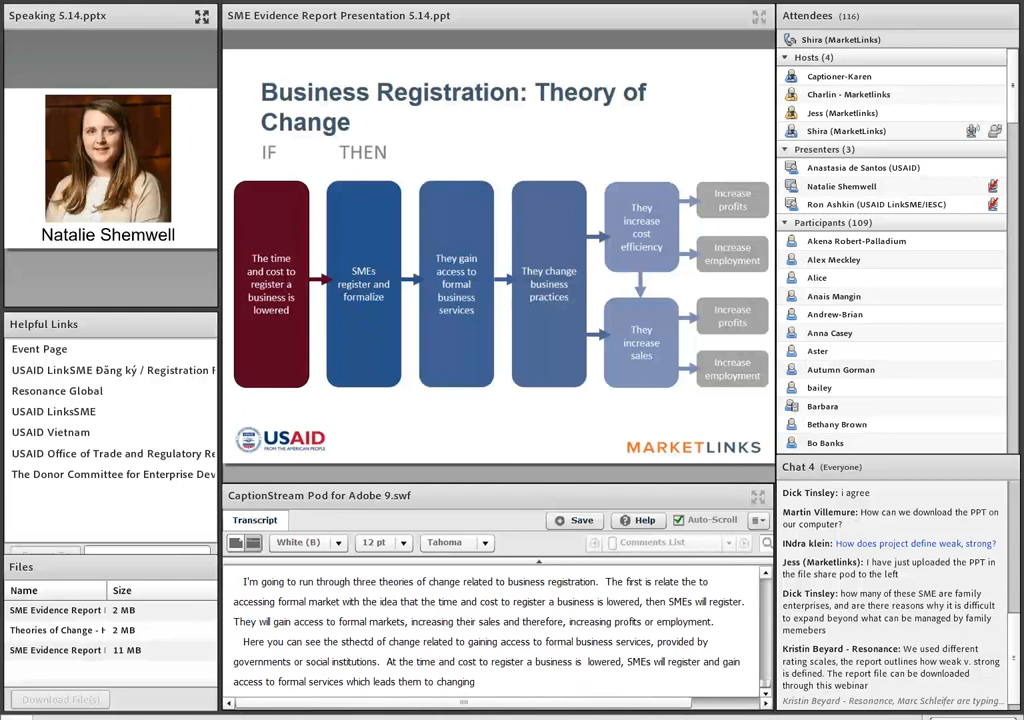 Speaking 5.14.pptx
Natalie Shemwell
Helpful Links
Event Page
USAID LinkSME Đăng ký / Registration F
Resonance Global
USAID LinksSME
USAID Vietnam
USAID Office of Trade and Regulatory Re
The Donor Committee for Enterprise Dev
Files
Name Size
SME Evidence Report 2 MB
Theories of Change - H 2 MB
SME Evidence Report 11 MB
Download File(s)
SME Evidence Report Presentation 5.14.ppt
Business Registration: Theory of
Change
IF THEN
The time
and cost to
register a
business is
lowered
SMEs
register and
formalize
They gain
access to
formal
business
services
They change
business
practices
They
increase
cost
efficiency
They
increase
sales
Increase
profits
Increase
employment
Increase
profits
Increase
employment
USAID
FROM THE AMERICAN PEOPLE
MARKETLINKS
CaptionStream Pod for Adobe 9.swf
Transcript
Save
Help
Auto-Scroll
White (B)
12 pt
Tahoma
Comments List
I'm going to run through three theories of change related to business registration. The first is relate the to
accessing formal market with the idea that the time and cost to register a business is lowered, then SMEs will register.
They will gain access to formal markets, increasing their sales and therefore, increasing profits or employment.
Here you can see the sthectd of change related to gaining access to formal business services, provided by
governments or social institutions. At the time and cost to register a business is lowered, SMEs will register and gain
access to formal services which leads them to changing
Attendees (116)
Shira (MarketLinks)
Hosts (4)
Captioner-Karen
Charlin - Marketlinks
Jess (Marketlinks)
Shira (MarketLinks)
Presenters (3)
Anastasia de Santos (USAID)
Natalie Shemwell
Ron Ashkin (USAID LinkSME/IESC)
Participants (109)
Akena Robert-Palladium
Alex Meckley
Alice
Anais Mangin
Andrew-Brian
Anna Casey
Aster
Autumn Gorman
bailey
Barbara
Bethany Brown
Bo Banks
Chat 4 (Everyone)
Dick Tinsley: i agree
Martin Villemure: How can we download the PPT on
our computer?
INdra klein: How does project define weak, strong?
Jess (Marketlinks): I have just uploaded the PPT in
the file share pod to the left
Dick Tinsley: how many of these SME are family
enterprises, and are there reasons why it is difficult
to expand beyond what can be managed by family
memebers
Kristin Beyard - Resonance: We used different
rating scales, the report outlines how weak v. strong
is defined. The report file can be downloaded
through this webinar
Kristin Beyard - Resonance, Marc Schleifer are typing...